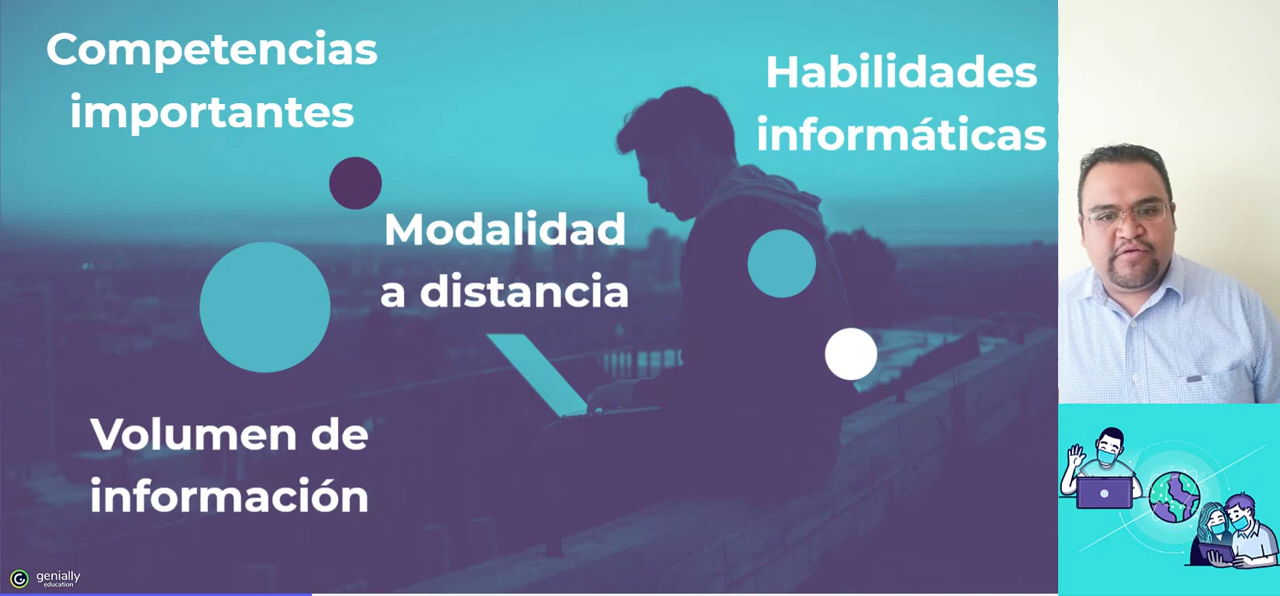 Competencias
importantes
Habilidades
informáticas
Modalidad
a distancia
Volumen de
información
genially
education